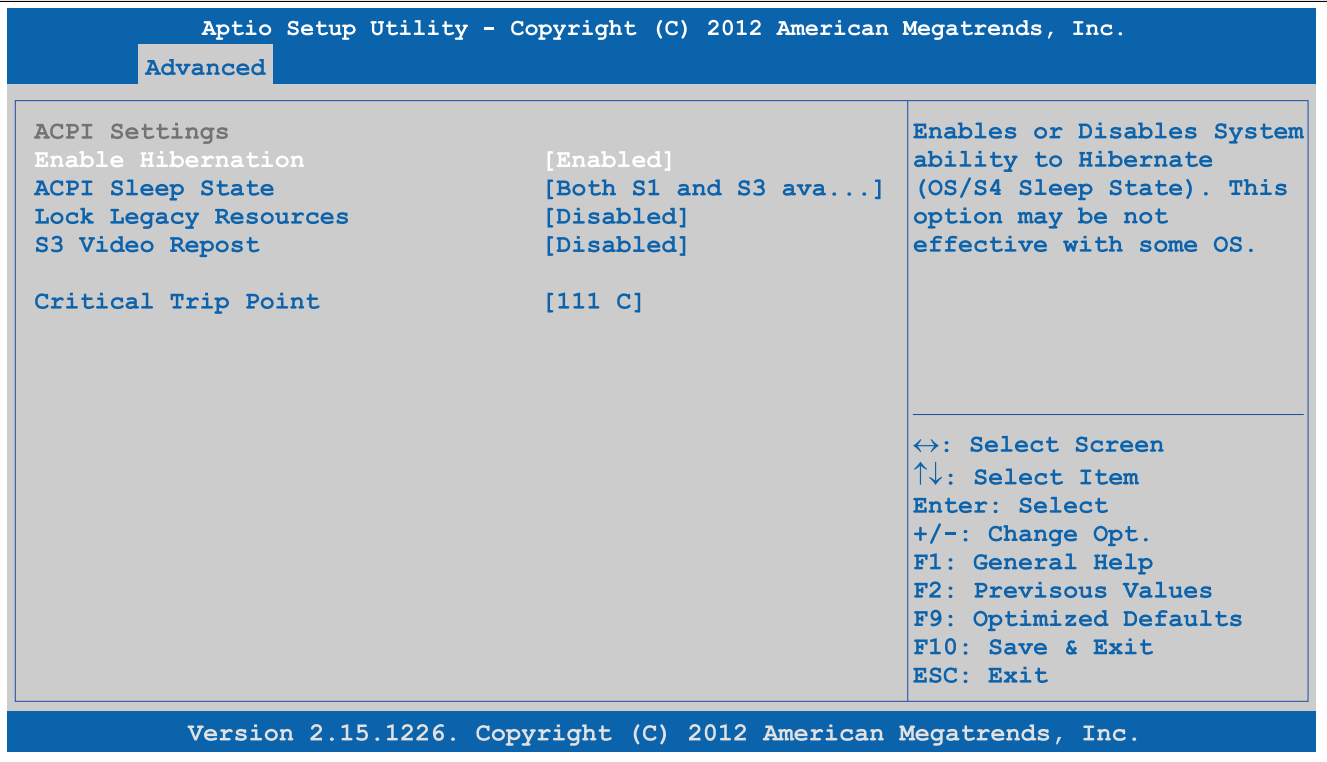 Aptio Setup Utility - Copyright (C) 2012 American Megatrends, Inc.
Advanced
ACPI Settings
Enable Hibernation [Enabled]
ACPI Sleep State [Both S1 and S3 ava...]
Lock Legacy Resources [Disabled]
S3 Video Repost [Disabled]
Critical Trip Point [111 C]
Enables or Disables System
ability to Hibernate
(OS/S4 Sleep State). This
option may be not
effective with some OS.
↔: Select Screen
↑↓: Select Item
Enter: Select
+/-: Change Opt.
F1: General Help
F2: Previsous Values
F9: Optimized Defaults
F10: Save & Exit
ESC: Exit
Version 2.15.1226. Copyright (C) 2012 American Megatrends, Inc.